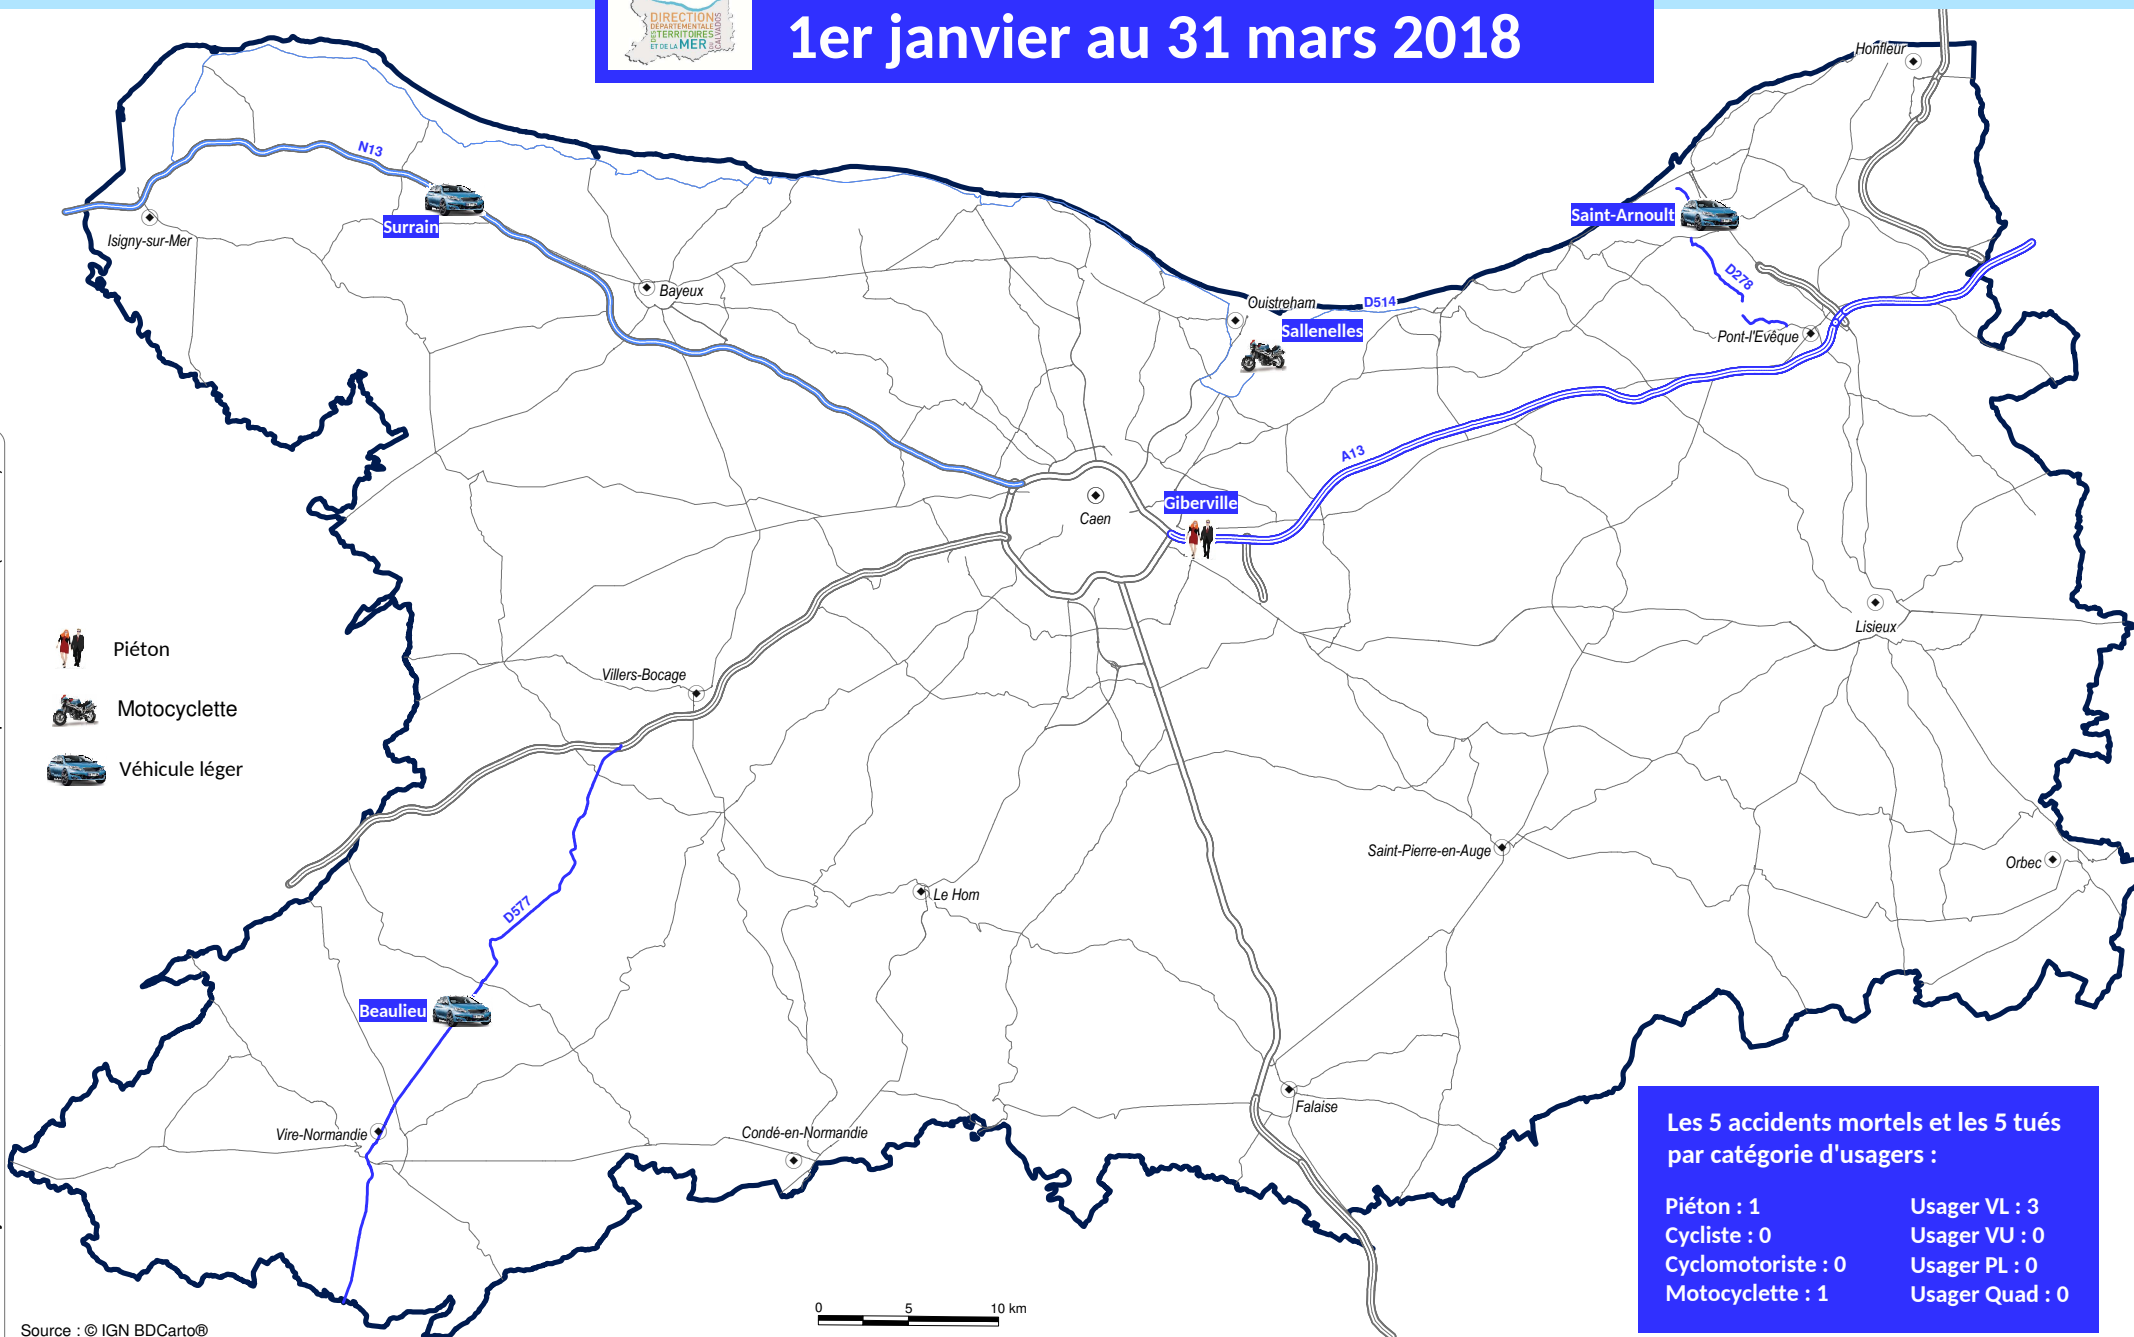 DIRECTION
DÉPARTEMENTALE
DES TERRITOIRES
ET DE LA MER
CALVADOS
1er janvier au 31 mars 2018
Honfleur
N13
Surrain
Saint-Arnoult
Isigny-sur-Mer
D278
Bayeux
Ouistreham
D514
Sallenelles
Pont-l'Evêque
A13
Giberville
Caen
Lisieux
Piéton
Motocyclette
Véhicule léger
Villers-Bocage
Saint-Pierre-en-Auge
Orbec
Le Hom
D577
Beaulieu
Falaise
Vire-Normandie
Condé-en-Normandie
Les 5 accidents mortels et les 5 tués
par catégorie d'usagers :
Piéton : 1
Cycliste : 0
Cyclomotoriste : 0
Motocyclette : 1
Usager VL : 3
Usager VU : 0
Usager PL : 0
Usager Quad : 0
0 5 10 km
Source : © IGN BDCarto®